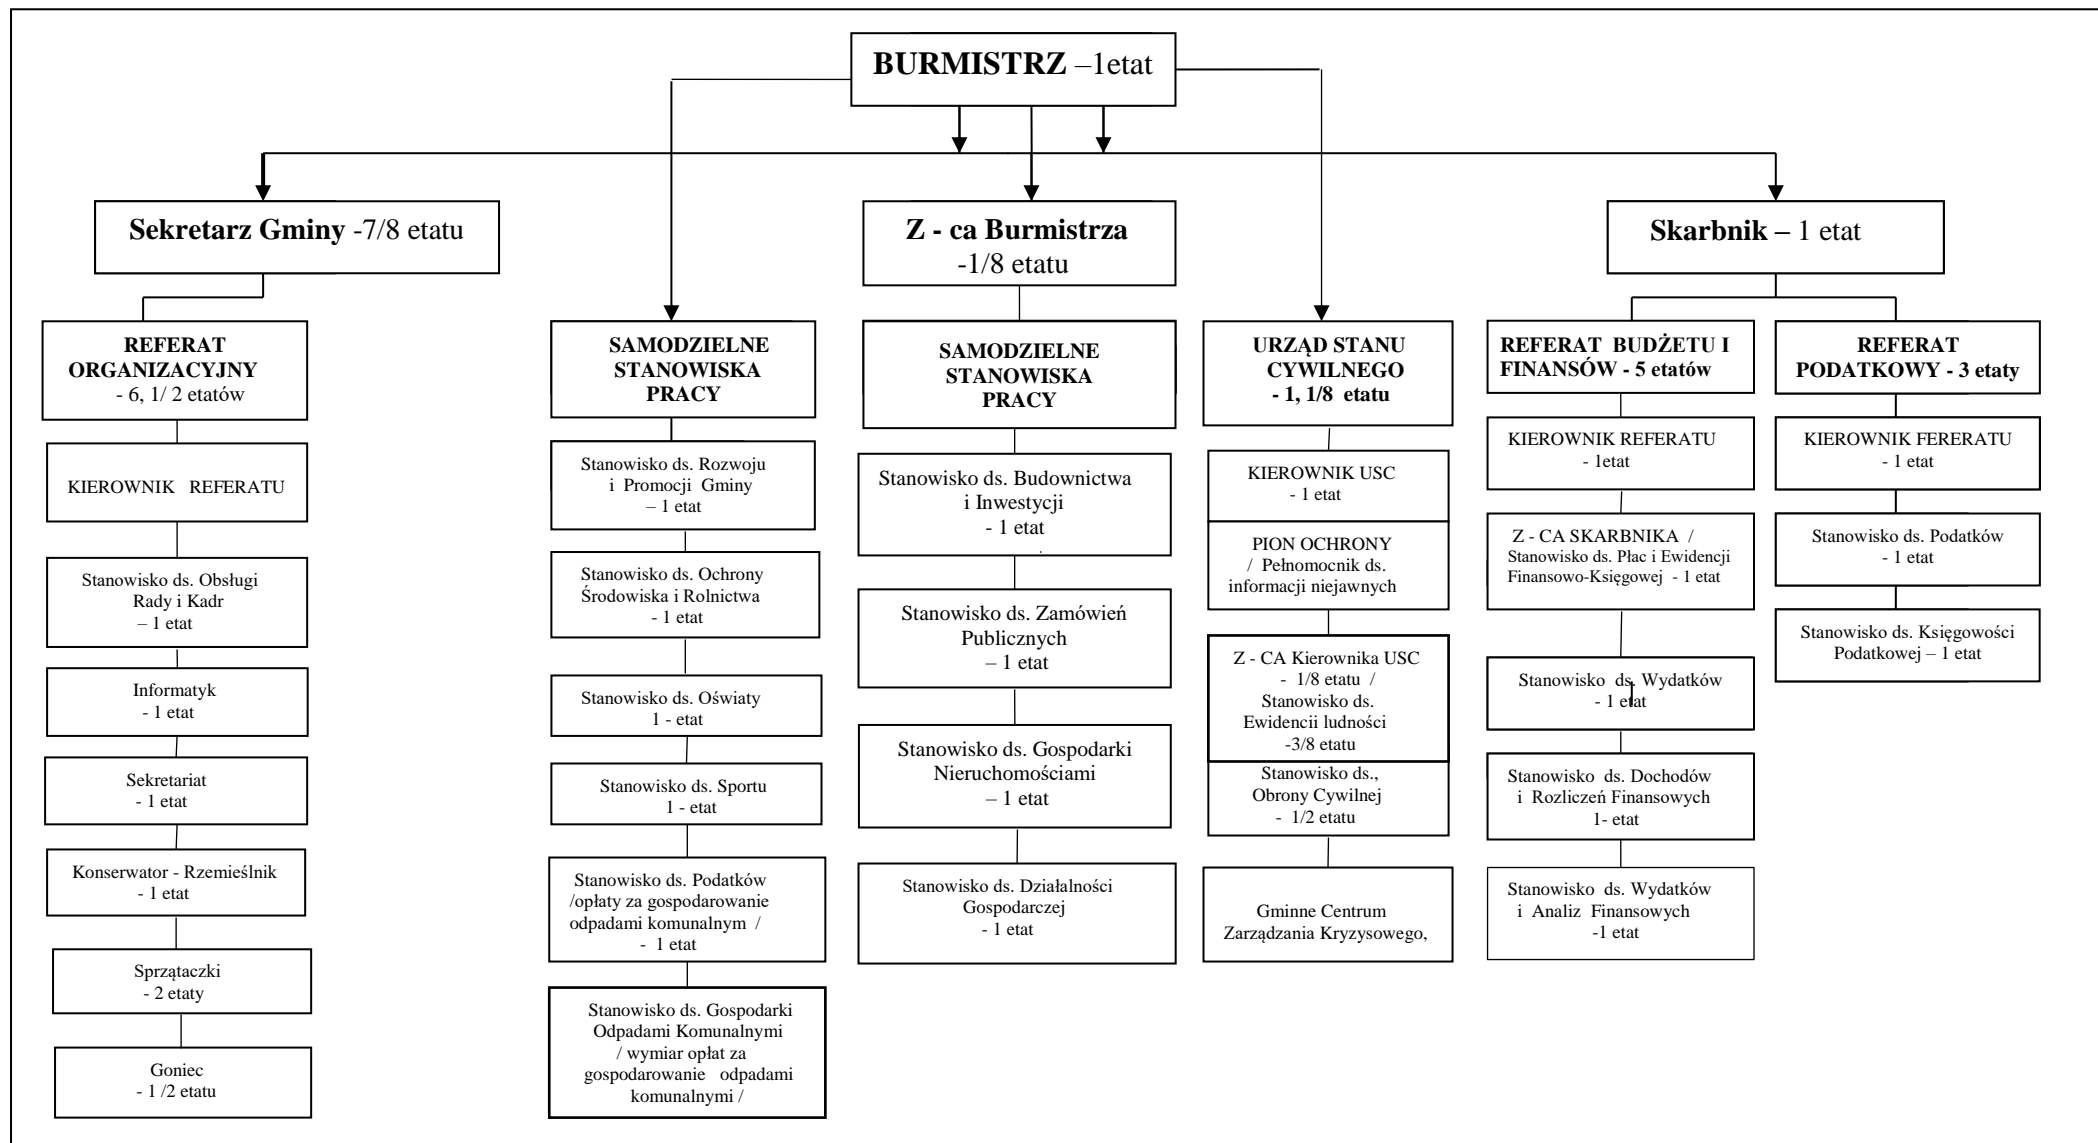 BURMISTRZ –1etat
Sekretarz Gminy -7/8 etatu
Z - ca Burmistrza
-1/8 etatu
Skarbnik – 1 etat
REFERAT
ORGANIZACYJNY
- 6, 1/ 2 etatów
KIEROWNIK REFERATU
Stanowisko ds. Obsługi
Rady i Kadr
– 1 etat
Informatyk
- 1 etat
Sekretariat
- 1 etat
Konserwator - Rzemieślnik
- 1 etat
Sprzątaczki
- 2 etaty
Goniec
- 1 /2 etatu
SAMODZIELNE
STANOWISKA
PRACY
Stanowisko ds. Rozwoju
i Promocji Gminy
– 1 etat
Stanowisko ds. Ochrony
Środowiska i Rolnictwa
- 1 etat
Stanowisko ds. Oświaty
1 - etat
Stanowisko ds. Sportu
1 - etat
Stanowisko ds. Podatków
/opłaty za gospodarowanie
odpadami komunalnym /
- 1 etat
Stanowisko ds. Gospodarki
Odpadami Komunalnymi
/ wymiar opłat za
gospodarowanie odpadami
komunalnymi /
SAMODZIELNE
STANOWISKA
PRACY
Stanowisko ds. Budownictwa
i Inwestycji
- 1 etat
Stanowisko ds. Zamówień
Publicznych
– 1 etat
Stanowisko ds. Gospodarki
Nieruchomościami
– 1 etat
Stanowisko ds. Działalności
Gospodarczej
- 1 etat
URZĄD STANU
CYWILNEGO
- 1, 1/8 etatu
KIEROWNIK USC
- 1 etat
PION OCHRONY
/ Pełnomocnik ds.
informacji niejawnych
Z - CA Kierownika USC
- 1/8 etatu /
Stanowisko ds.
Ewidencii ludności
-3/8 etatu
Stanowisko ds.,
Obrony Cywilnej
- 1/2 etatu
Gminne Centrum
Zarządzania Kryzysowego,
REFERAT BUDŻETU I
FINANSÓW - 5 etatów
KIEROWNIK REFERATU
- 1etat
Z - CA SKARBNIKA /
Stanowisko ds. Płac i Ewidencji
Finansowo-Księgowej - 1 etat
Stanowisko ds. Wydatków
- 1 etat
Stanowisko ds. Dochodów
i Rozliczeń Finansowych
1- etat
Stanowisko ds. Wydatków
i Analiz Finansowych
-1 etat
REFERAT
PODATKOWY - 3 etaty
KIEROWNIK FERERATU
- 1 etat
Stanowisko ds. Podatków
- 1 etat
Stanowisko ds. Księgowości
Podatkowej – 1 etat